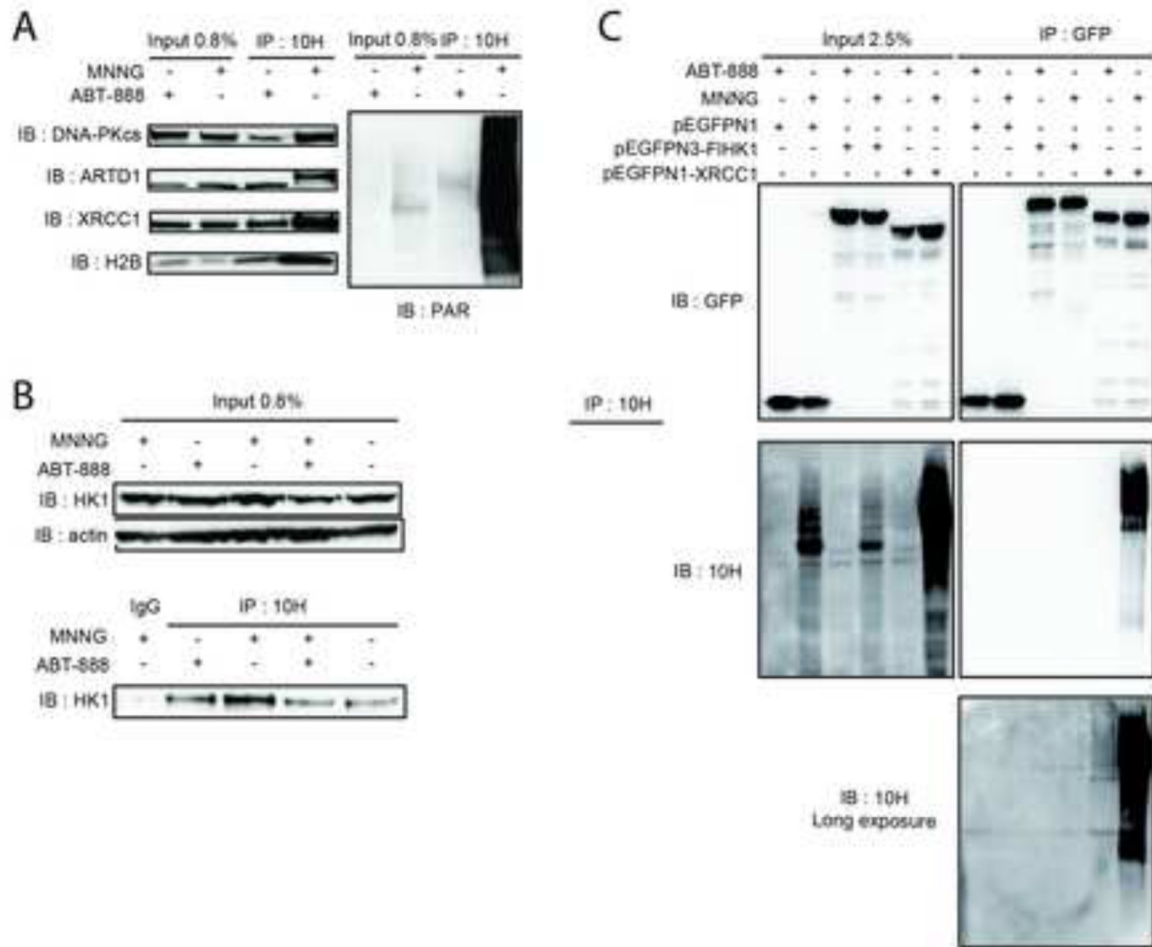 A
Input 0.8% IP : 10H Input 0.8% IP : 10H
MNNG - + - + - + - +
ABT-888 + - + - + - + -
IB : DNA-PKcs
IB : ARTD1
IB : XRCC1
IB : H2B
IB : PAR
B
Input 0.8%
MNNG + - + + -
ABT-888 - + - + -
IB : HK1
IB : actin
IgG IP : 10H
MNNG + - + + -
ABT-888 - + - + -
IB : HK1
IP : 10H
C
Input 2.5% IP : GFP
ABT-888 + - + - + - + - + - + -
MNNG - + - + - + - + - + - +
pEGFPN1 + + - - - - + + - - - -
pEGFPN3-FlHK1 - - + + - - - - + + - -
pEGFPN1-XRCC1 - - - - + + - - - - + +
IB : GFP
IB : 10H
IB : 10H
Long exposure